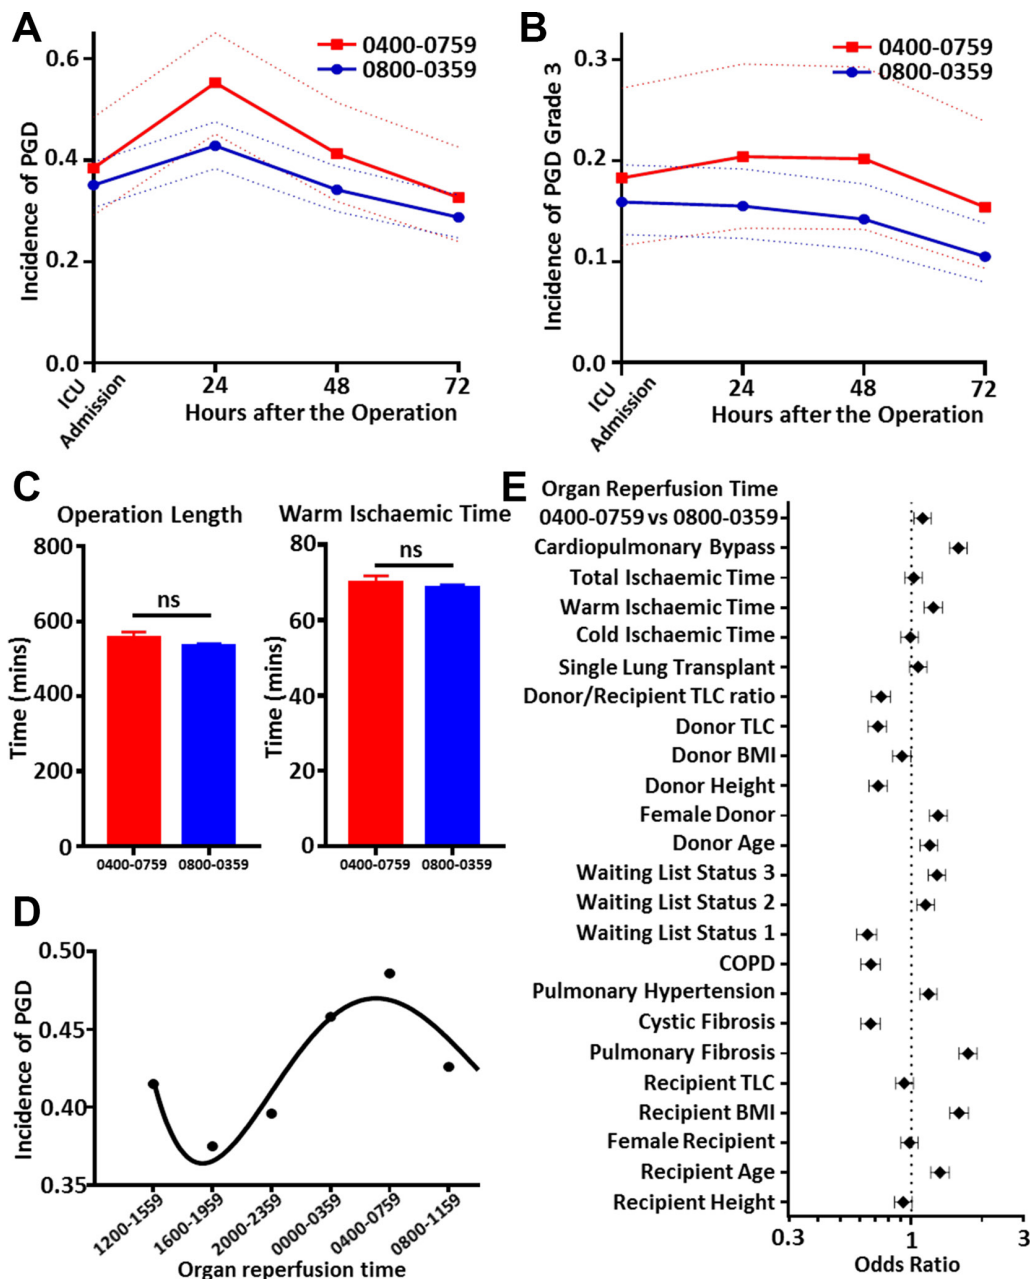 A
0.6
0.4
0.2
0.0
Incidence of PGD
0400-0759
0800-0359
ICU
Admission
24
48
72
Hours after the Operation
B
0.3
0.2
0.1
0.0
Incidence of PGD Grade 3
0400-0759
0800-0359
ICU
Admission
24
48
72
Hours after the Operation
C
Operation Length
800
600
400
200
0
Time (mins)
ns
0400-0759
0800-0359
Warm Ischaemic Time
80
60
40
20
0
Time (mins)
ns
0400-0759
0800-0359
D
0.50
0.45
0.40
0.35
Incidence of PGD
1200-1559
1600-1959
2000-2359
0000-0359
0400-0759
0800-1159
Organ reperfusion time
E
Organ Reperfusion Time
0400-0759 vs 0800-0359
Cardiopulmonary Bypass
Total Ischaemic Time
Warm Ischaemic Time
Cold Ischaemic Time
Single Lung Transplant
Donor/Recipient TLC ratio
Donor TLC
Donor BMI
Donor Height
Female Donor
Donor Age
Waiting List Status 3
Waiting List Status 2
Waiting List Status 1
COPD
Pulmonary Hypertension
Cystic Fibrosis
Pulmonary Fibrosis
Recipient TLC
Recipient BMI
Female Recipient
Recipient Age
Recipient Height
0.3
1
3
Odds Ratio